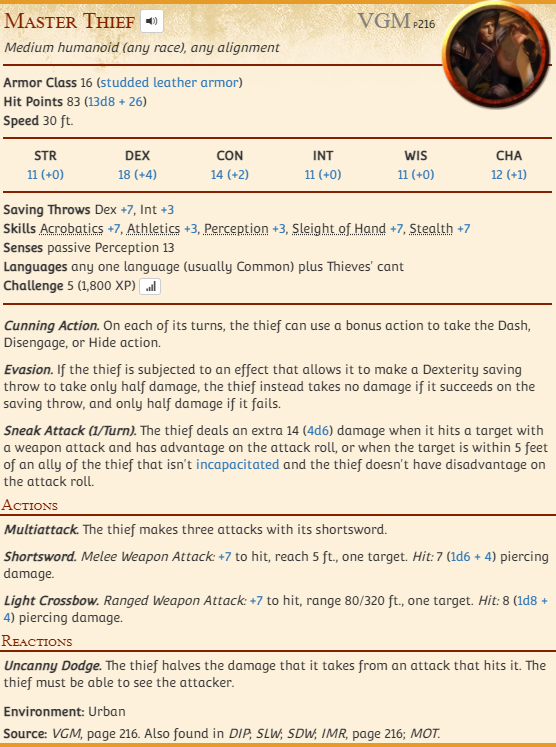 Master Thief VGM P216
Medium humanoid (any race), any alignment
Armor Class 16 (studded leather armor)
Hit Points 83 (13d8 + 26)
Speed 30 ft.
STR DEX CON INT WIS CHA
11 (+0) 18 (+4) 14 (+2) 11 (+0) 11 (+0) 12 (+1)
Saving Throws Dex +7, Int +3
Skills Acrobatics +7, Athletics +3, Perception +3, Sleight of Hand +7, Stealth +7
Senses passive Perception 13
Languages any one language (usually Common) plus Thieves' cant
Challenge 5 (1,800 XP)
Cunning Action. On each of its turns, the thief can use a bonus action to take the Dash,
Disengage, or Hide action.
Evasion. If the thief is subjected to an effect that allows it to make a Dexterity saving
throw to take only half damage, the thief instead takes no damage if it succeeds on the
saving throw, and only half damage if it fails.
Sneak Attack (1/Turn). The thief deals an extra 14 (4d6) damage when it hits a target with
a weapon attack and has advantage on the attack roll, or when the target is within 5 feet
of an ally of the thief that isn't incapacitated and the thief doesn't have disadvantage on
the attack roll.
Actions
Multiattack. The thief makes three attacks with its shortsword.
Shortsword. Melee Weapon Attack: +7 to hit, reach 5 ft., one target. Hit: 7 (1d6 + 4) piercing
damage.
Light Crossbow. Ranged Weapon Attack: +7 to hit, range 80/320 ft., one target. Hit: 8 (1d8 +
4) piercing damage.
Reactions
Uncanny Dodge. The thief halves the damage that it takes from an attack that hits it. The
thief must be able to see the attacker.
Environment: Urban
Source: VGM, page 216. Also found in DIP; SLW; SDW; IMR, page 216; MOT.